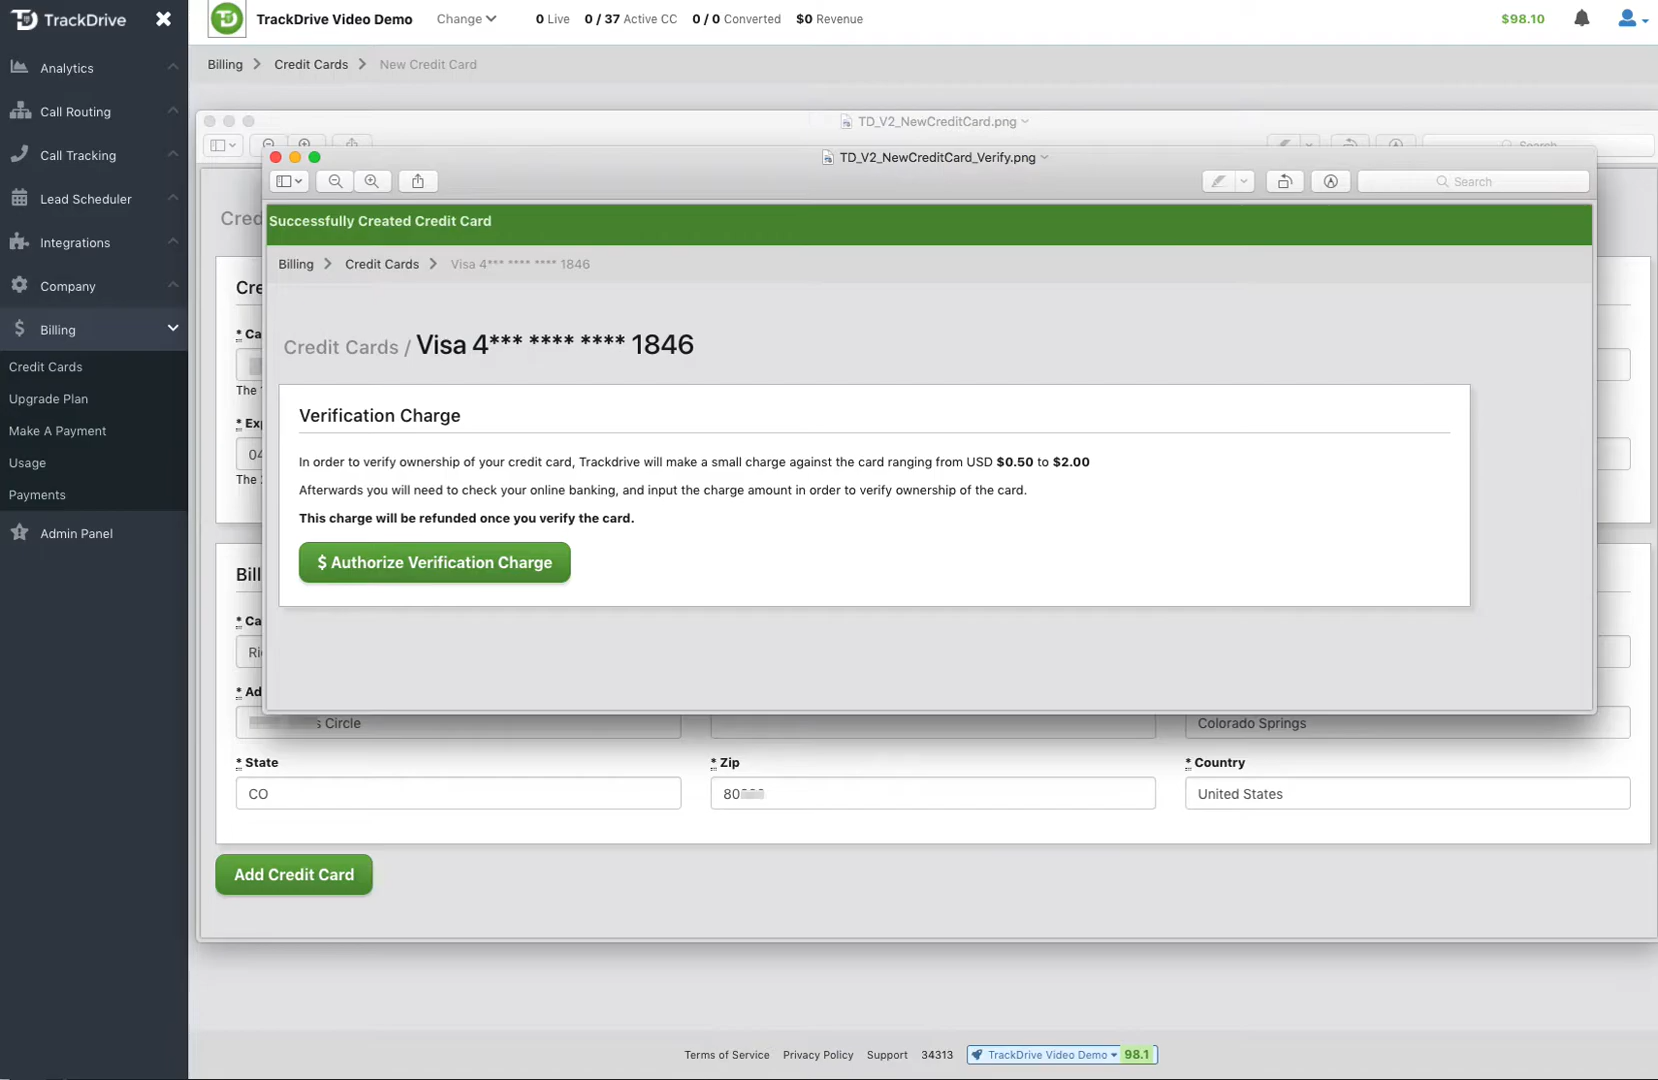 TrackDrive
TrackDrive Video Demo Change 0 Live 0 / 37 Active CC 0 / 0 Converted $0 Revenue $98.10
Analytics
Call Routing
Call Tracking
Lead Scheduler
Integrations
Company
Billing
Credit Cards
Upgrade Plan
Make A Payment
Usage
Payments
Admin Panel
Billing Credit Cards New Credit Card
TD_V2_NewCreditCard.png
Search
TD_V2_NewCreditCard_Verify.png
Search
Successfully Created Credit Card
Billing Credit Cards Visa 4*** **** **** 1846
Credit Cards / Visa 4*** **** **** 1846
Verification Charge
In order to verify ownership of your credit card, Trackdrive will make a small charge against the card ranging from USD $0.50 to $2.00
Afterwards you will need to check your online banking, and input the charge amount in order to verify ownership of the card.
This charge will be refunded once you verify the card.
$ Authorize Verification Charge
Cred
Cre
* Ca
The
* Exp
04
The
Bill
* Ca
Ri
* Ad
s Circle
Colorado Springs
* State * Zip * Country
CO 80 United States
Add Credit Card
Terms of Service Privacy Policy Support 34313 TrackDrive Video Demo 98.1